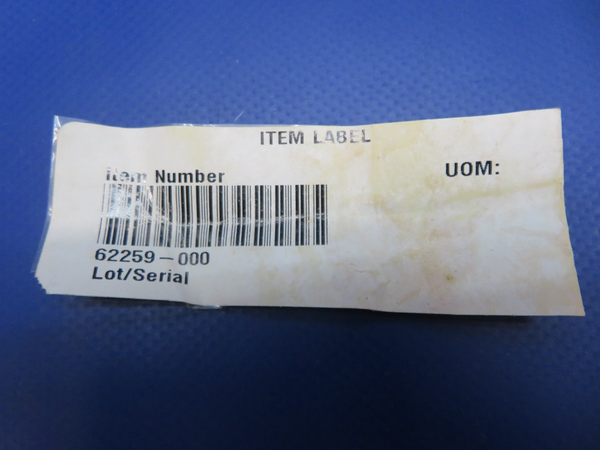 ITEM LABEL
Item Number
UOM:
62259-000
Lot/Serial